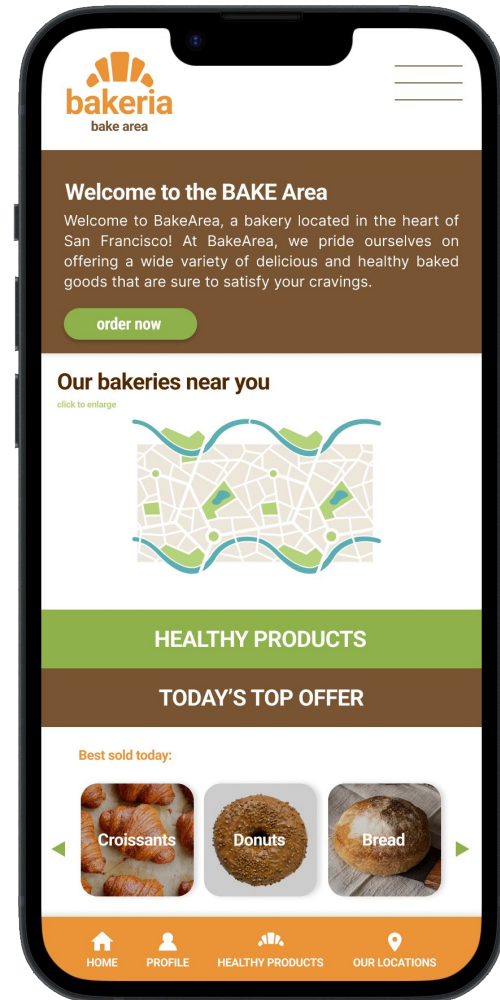 bakeria
bake area
Welcome to the BAKE Area
Welcome to BakeArea, a bakery located in the heart of
San Francisco! At BakeArea, we pride ourselves on
offering a wide variety of delicious and healthy baked
goods that are sure to satisfy your cravings.
order now
Our bakeries near you
click to enlarge
HEALTHY PRODUCTS
TODAY’S TOP OFFER
Best sold today:
Croissants Donuts Bread
HOME PROFILE HEALTHY PRODUCTS OUR LOCATIONS